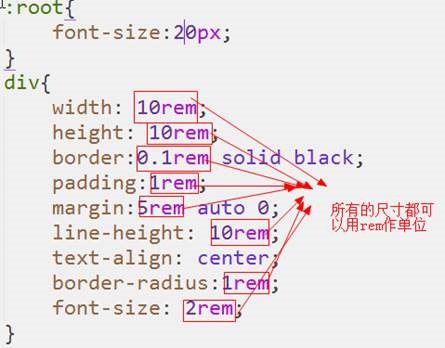 :root{
font-size:20px;
}
div{
width: 10rem;
height: 10rem;
border:0.1rem solid black;
padding:1rem;
margin:5rem auto 0;
line-height: 10rem;
text-align: center;
border-radius:1rem;
font-size: 2rem;
}
所有的尺寸都可
以用rem作单位